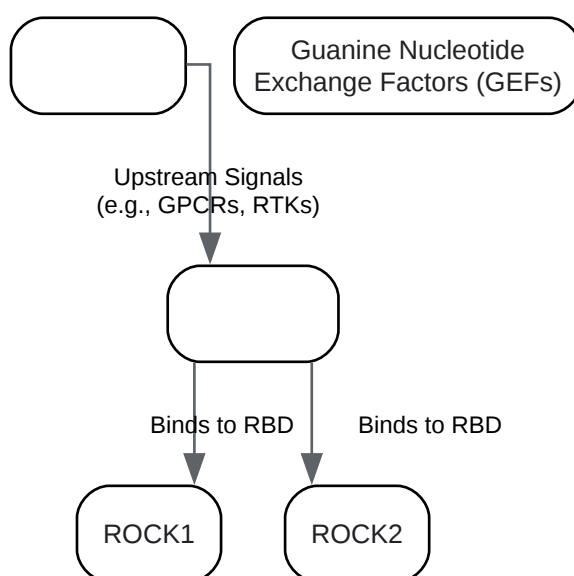 Guanine Nucleotide
Exchange Factors (GEFs)
Upstream Signals
(e.g., GPCRs, RTKs)
Binds to RBD
Binds to RBD
ROCK1
ROCK2